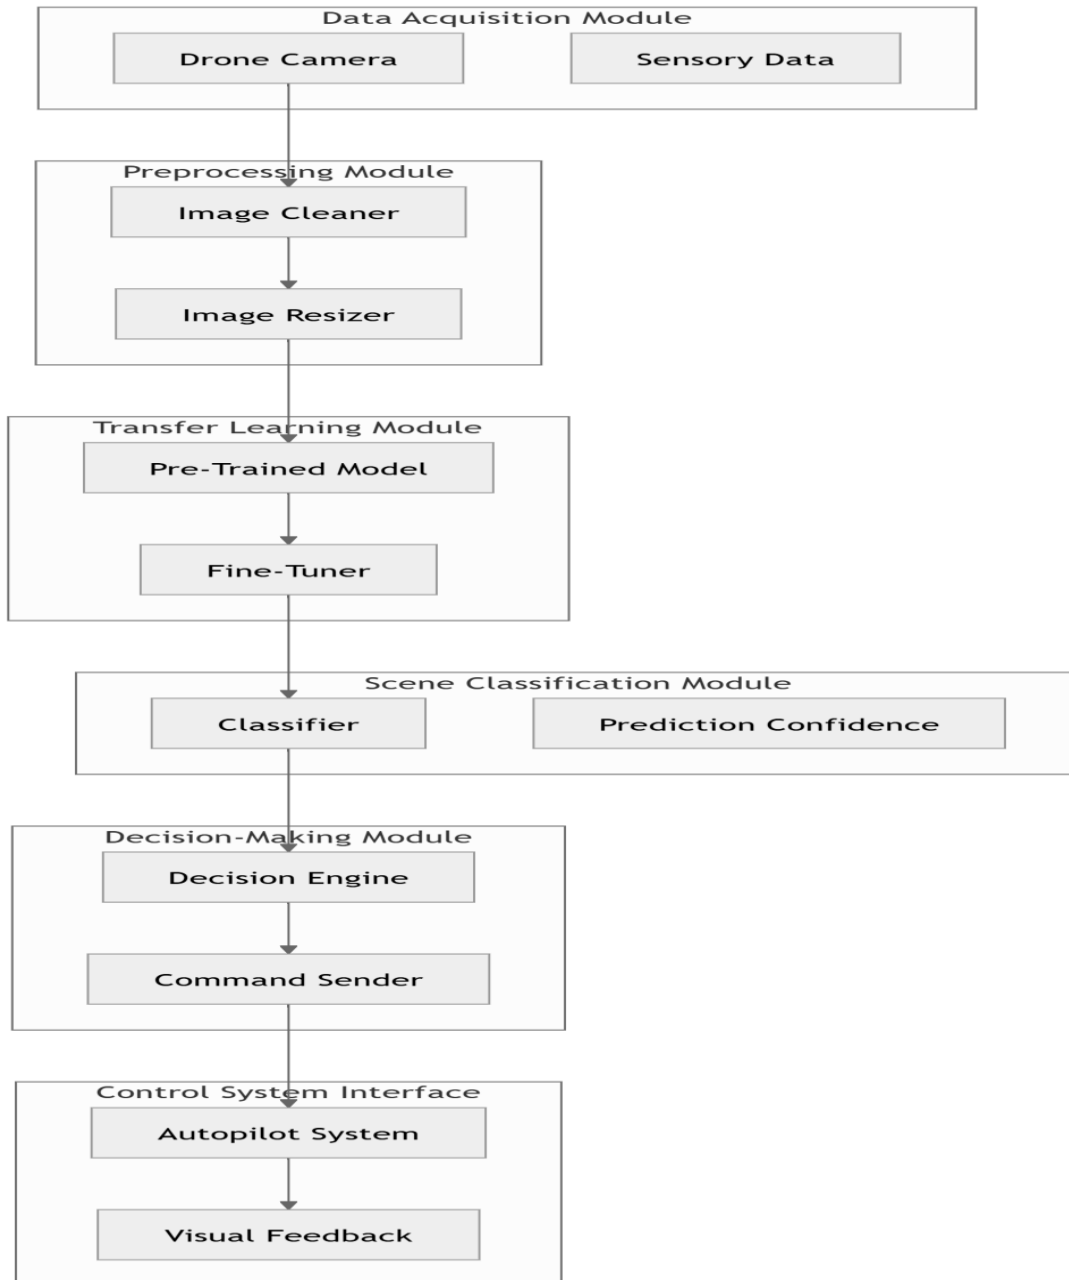 Data Acquisition Module
Drone Camera
Sensory Data
Preprocessing Module
Image Cleaner
Image Resizer
Transfer Learning Module
Pre-Trained Model
Fine-Tuner
Scene Classification Module
Classifier
Prediction Confidence
Decision-Making Module
Decision Engine
Command Sender
Control System Interface
Autopilot System
Visual Feedback